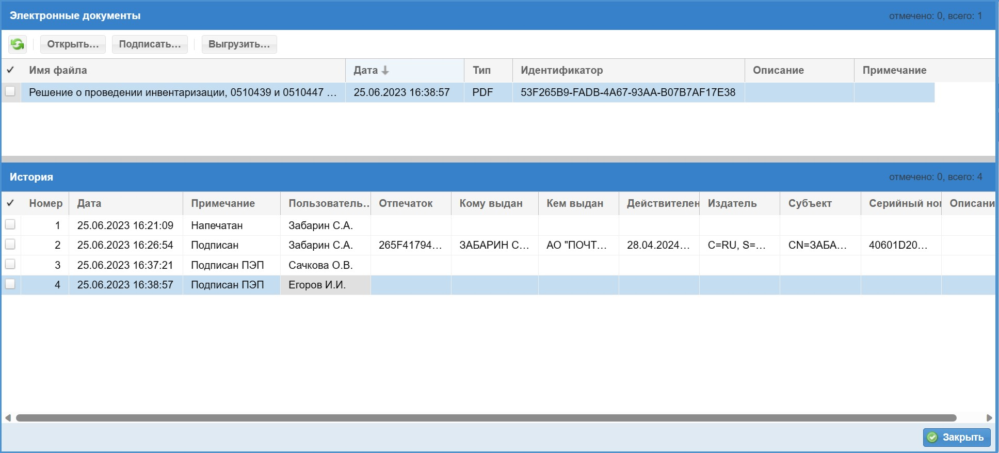 Электронные документы отмечено: 0, всего: 1
Открыть... Подписать... Выгрузить...
✓ Имя файла Дата Тип Идентификатор Описание Примечание
Решение о проведении инвентаризации, 0510439 и 0510447 ... 25.06.2023 16:38:57 PDF 53F265B9-FADB-4A67-93AA-B07B7AF17E38
История отмечено: 0, всего: 4
✓ Номер Дата Примечание Пользователь... Отпечаток Кому выдан Кем выдан Действителен Издатель Субъект Серийный но Описани
1 25.06.2023 16:21:09 Напечатан Забарин С.А.
2 25.06.2023 16:26:54 Подписан Забарин С.А. 265F41794... ЗАБАРИН С... АО "ПОЧТ... 28.04.2024... C=RU, S=... CN=ЗАБА... 40601D20...
3 25.06.2023 16:37:21 Подписан ПЭП Сачкова О.В.
4 25.06.2023 16:38:57 Подписан ПЭП Егоров И.И.
Закрыть